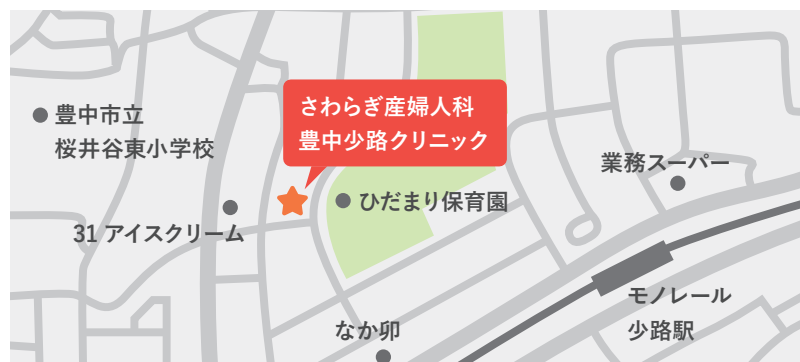 さわらぎ産婦人科
豊中少路クリニック
豊中市立
桜井谷東小学校
業務スーパー
ひだまり保育園
31 アイスクリーム
モノレール
少路駅
なか卯